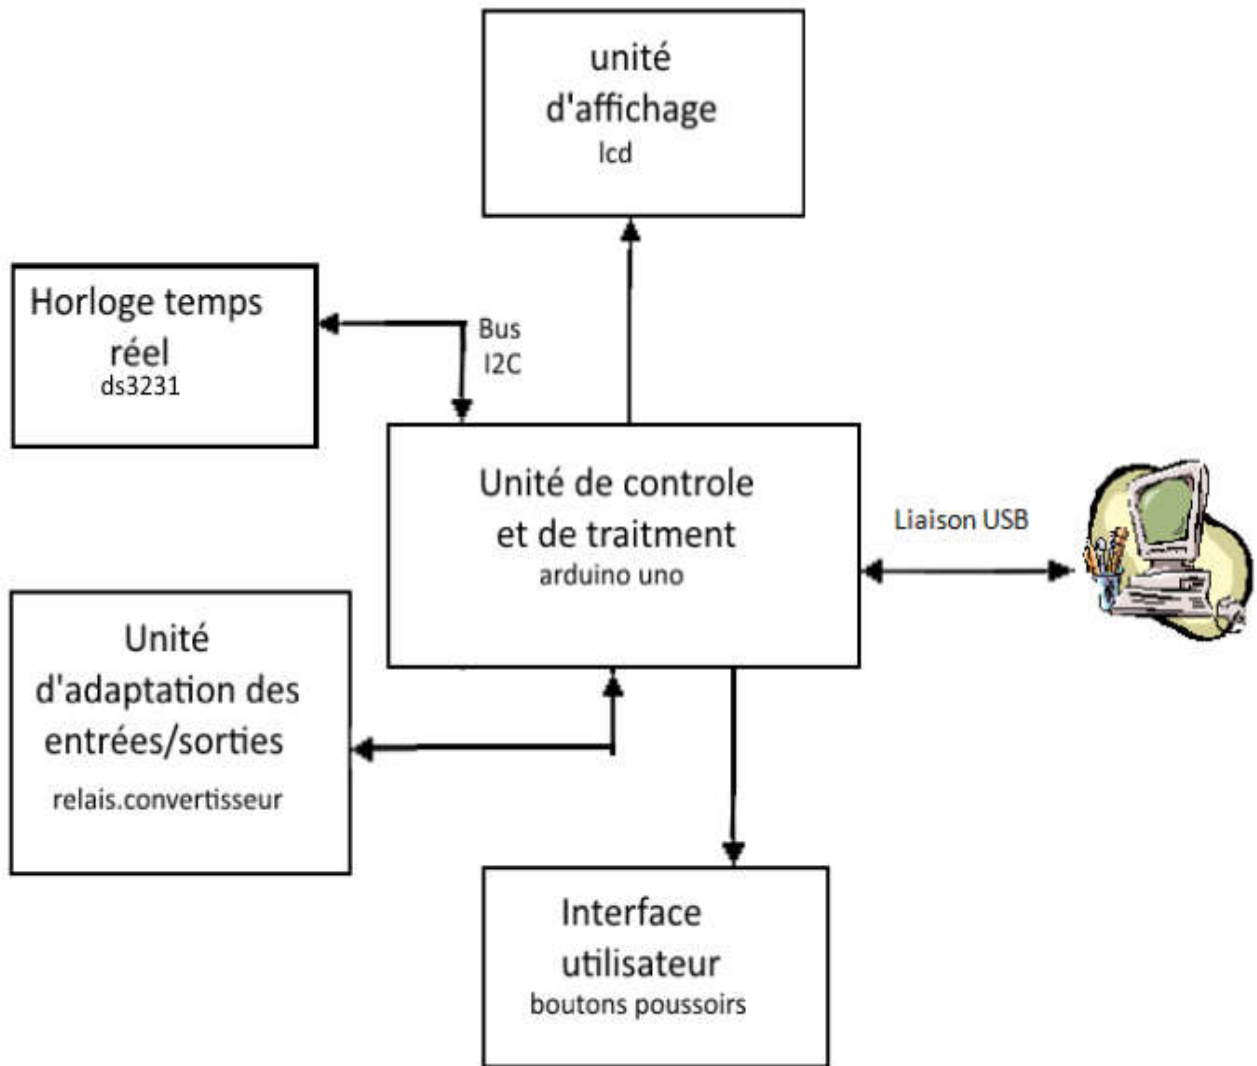 unité
d'affichage
lcd
Horloge temps
réel
ds3231
Bus
I2C
Unité de controle
et de traitment
arduino uno
Liaison USB
Unité
d'adaptation des
entrées/sorties
relais.convertisseur
Interface
utilisateur
boutons poussoirs